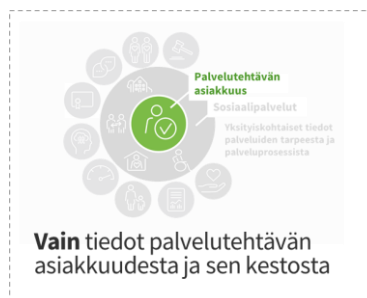 Palvelutehtävän
asiakkuus
Sosiaalipalvelut
Yksityiskohtaiset tiedot
palveluiden tarpeesta ja
palveluprosessista
Vain tiedot palvelutehtävän
asiakkuudesta ja sen kestosta